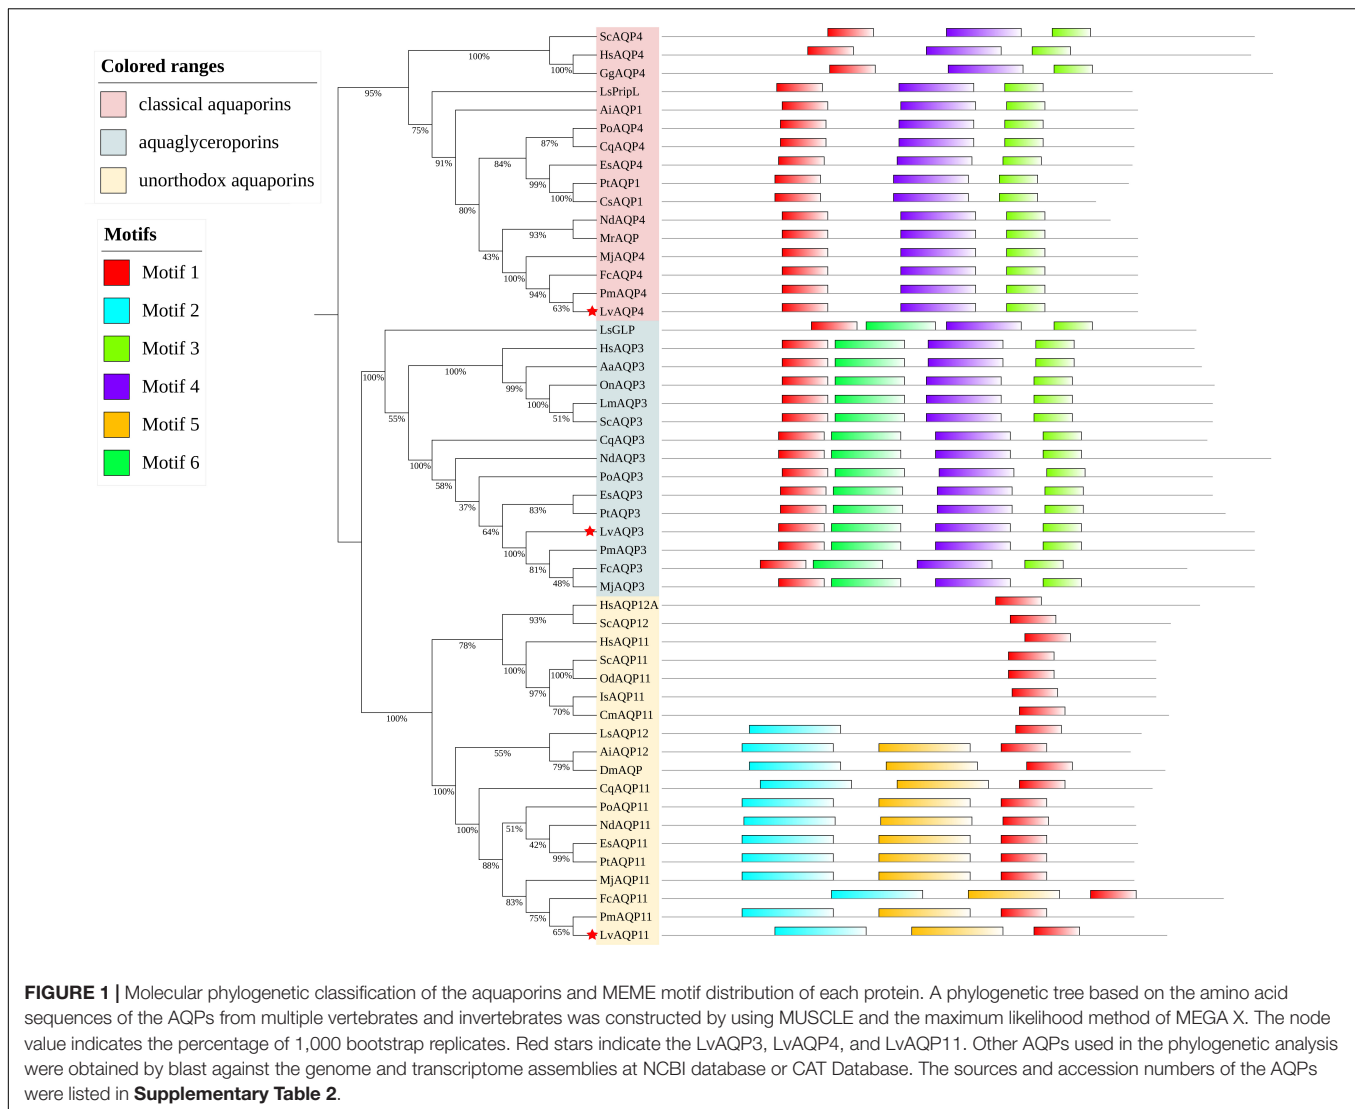 Colored ranges
classical aquaporins
aquaglyceroporins
unorthodox aquaporins
Motifs
Motif 1
Motif 2
Motif 3
Motif 4
Motif 5
Motif 6
ScAQP4
HsAQP4
GgAQP4
LsPripL
AiAQP1
PoAQP4
CqAQP4
EsAQP4
PtAQP1
CsAQP1
NdAQP4
MrAQP
MjAQP4
FcAQP4
PmAQP4
LvAQP4
LsGLP
HsAQP3
AaAQP3
OnAQP3
LmAQP3
ScAQP3
CqAQP3
NdAQP3
PoAQP3
EsAQP3
PtAQP3
LvAQP3
PmAQP3
FcAQP3
MjAQP3
HsAQP12A
ScAQP12
HsAQP11
ScAQP11
OdAQP11
IsAQP11
CmAQP11
LsAQP12
AiAQP12
DmAQP
CqAQP11
PoAQP11
NdAQP11
EsAQP11
PtAQP11
MjAQP11
FcAQP11
PmAQP11
LvAQP11
100%
100%
95%
75%
87%
91%
84%
99%
100%
80%
93%
43%
100%
94%
63%
100%
100%
99%
100%
51%
55%
100%
58%
37%
83%
64%
100%
81%
48%
93%
78%
100%
100%
97%
70%
100%
55%
79%
100%
51%
100%
42%
99%
88%
83%
75%
65%
FIGURE 1 | Molecular phylogenetic classification of the aquaporins and MEME motif distribution of each protein. A phylogenetic tree based on the amino acid
sequences of the AQPs from multiple vertebrates and invertebrates was constructed by using MUSCLE and the maximum likelihood method of MEGA X. The node
value indicates the percentage of 1,000 bootstrap replicates. Red stars indicate the LvAQP3, LvAQP4, and LvAQP11. Other AQPs used in the phylogenetic analysis
were obtained by blast against the genome and transcriptome assemblies at NCBI database or CAT Database. The sources and accession numbers of the AQPs
were listed in Supplementary Table 2.